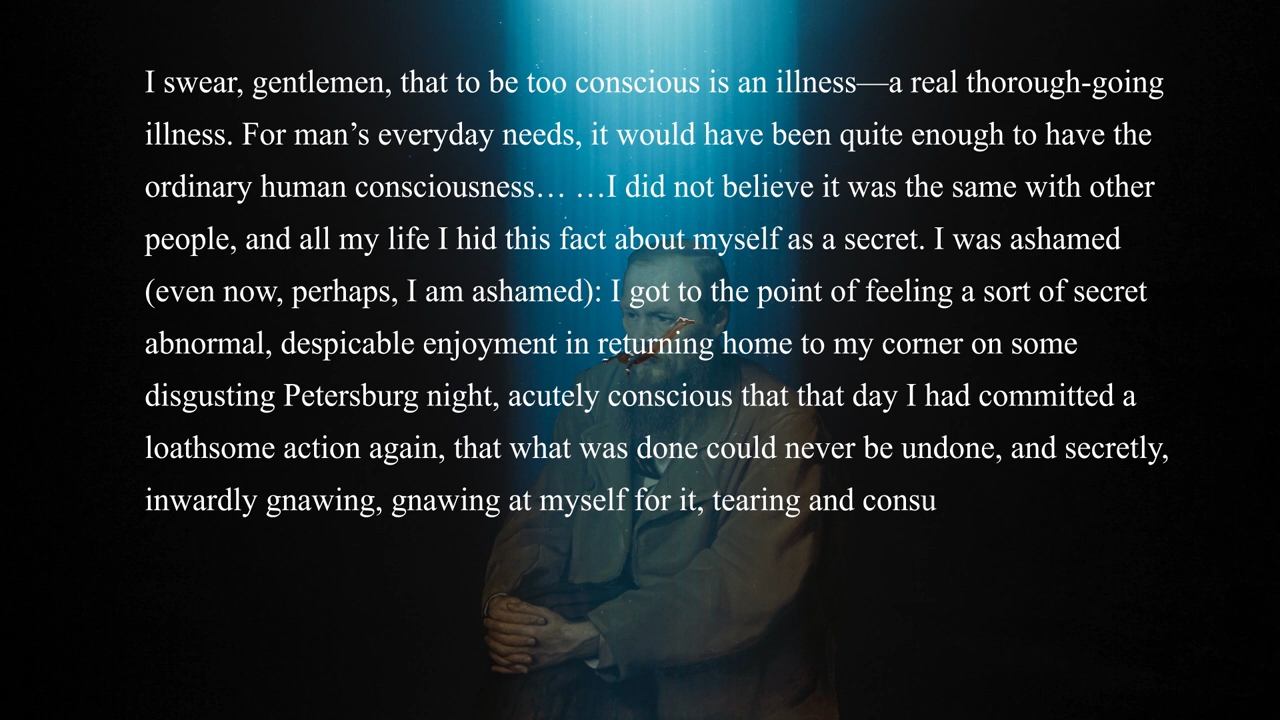 I swear, gentlemen, that to be too conscious is an illness—a real thorough-going
illness. For man’s everyday needs, it would have been quite enough to have the
ordinary human consciousness… …I did not believe it was the same with other
people, and all my life I hid this fact about myself as a secret. I was ashamed
(even now, perhaps, I am ashamed): I got to the point of feeling a sort of secret
abnormal, despicable enjoyment in returning home to my corner on some
disgusting Petersburg night, acutely conscious that that day I had committed a
loathsome action again, that what was done could never be undone, and secretly,
inwardly gnawing, gnawing at myself for it, tearing and consu